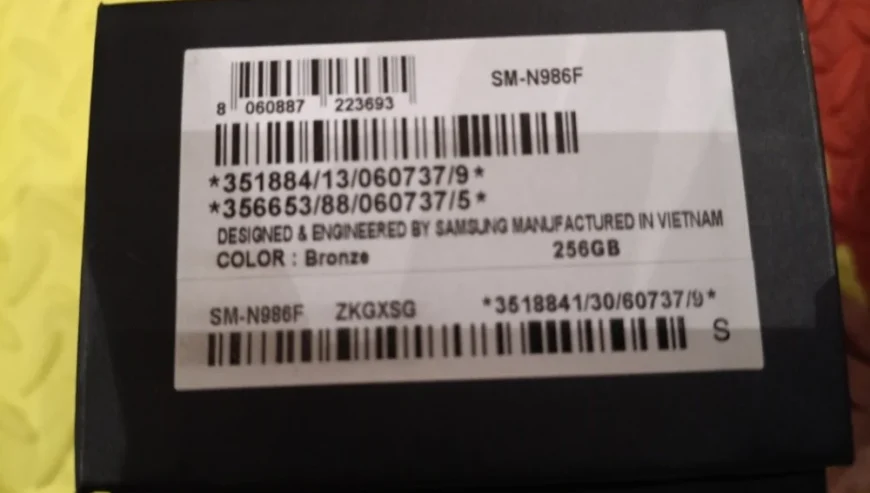 SM-N986F
8 060887 223693
*351884/13/060737/9*
*356653/88/060737/5*
DESIGNED & ENGINEERED BY SAMSUNG MANUFACTURED IN VIETNAM
COLOR : Bronze 256GB
SM-N986F ZKGXSG *3518841/30/60737/9*
S